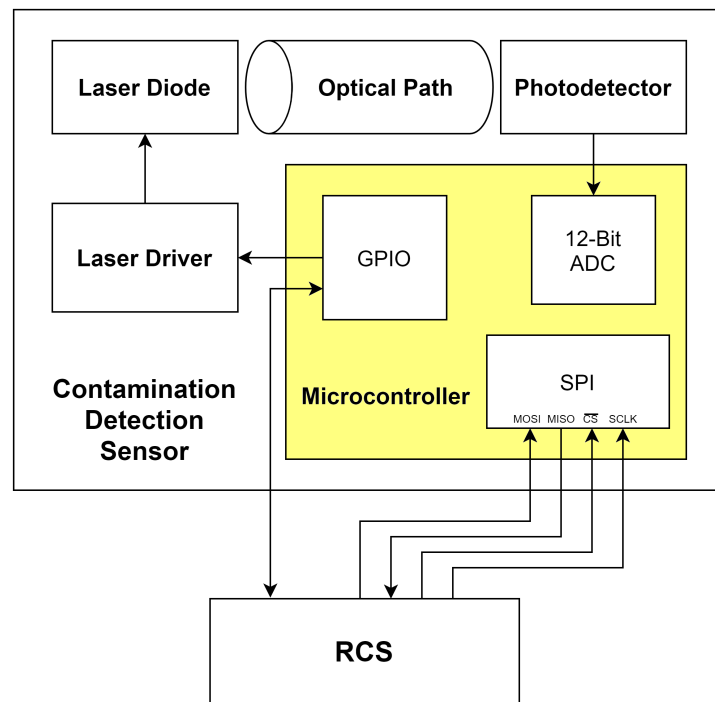 Laser Diode
Optical Path
Photodetector
Laser Driver
GPIO
12-Bit
ADC
Contamination
Detection
Sensor
Microcontroller
SPI
MOSI MISO C̅S̅ SCLK
RCS